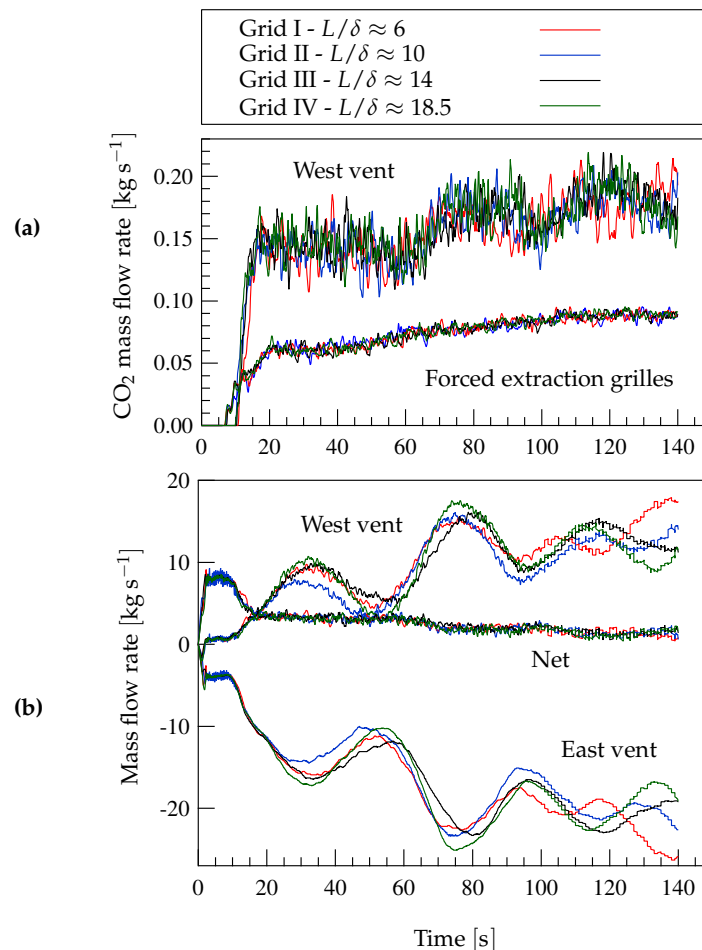 Grid I - L/δ ≈ 6
Grid II - L/δ ≈ 10
Grid III - L/δ ≈ 14
Grid IV - L/δ ≈ 18.5
(a)
CO₂ mass flow rate [kg s⁻¹]
0.20
0.15
0.10
0.05
0.00
West vent
Forced extraction grilles
0 20 40 60 80 100 120 140
(b)
Mass flow rate [kg s⁻¹]
20
10
0
-10
-20
West vent
Net
East vent
0 20 40 60 80 100 120 140
Time [s]